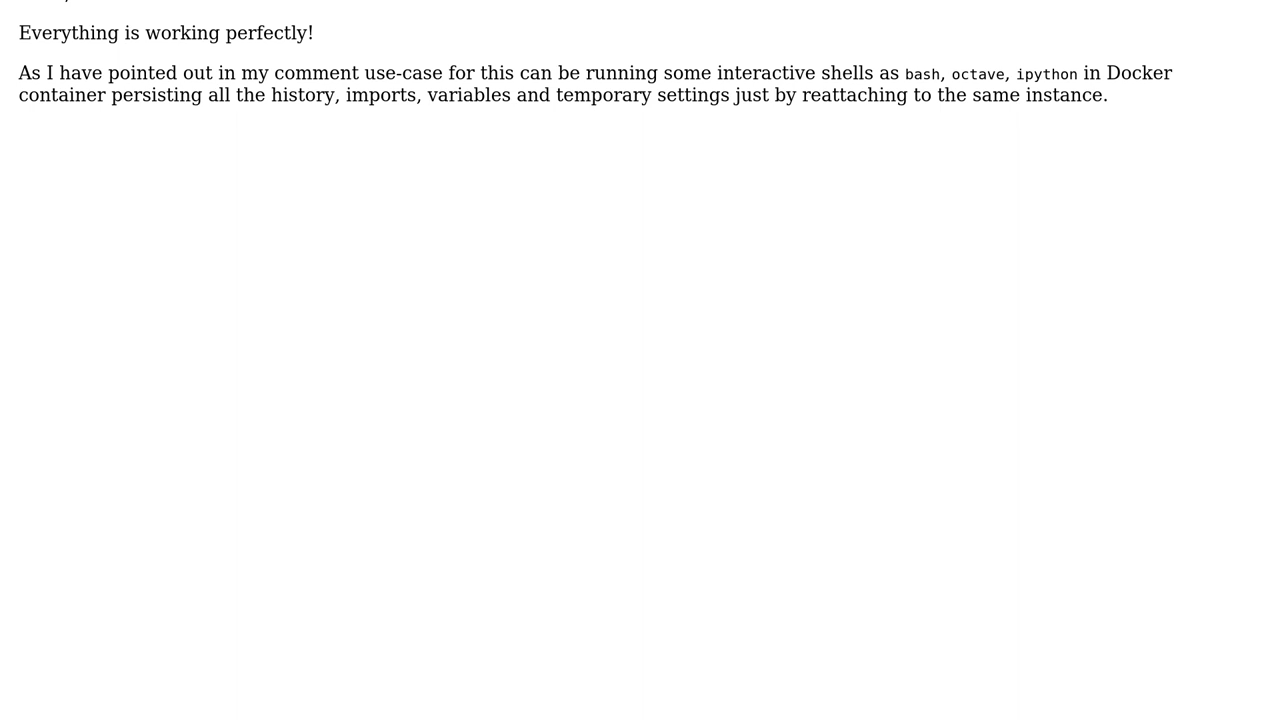 Everything is working perfectly!
As I have pointed out in my comment use-case for this can be running some interactive shells as bash, octave, ipython in Docker
container persisting all the history, imports, variables and temporary settings just by reattaching to the same instance.